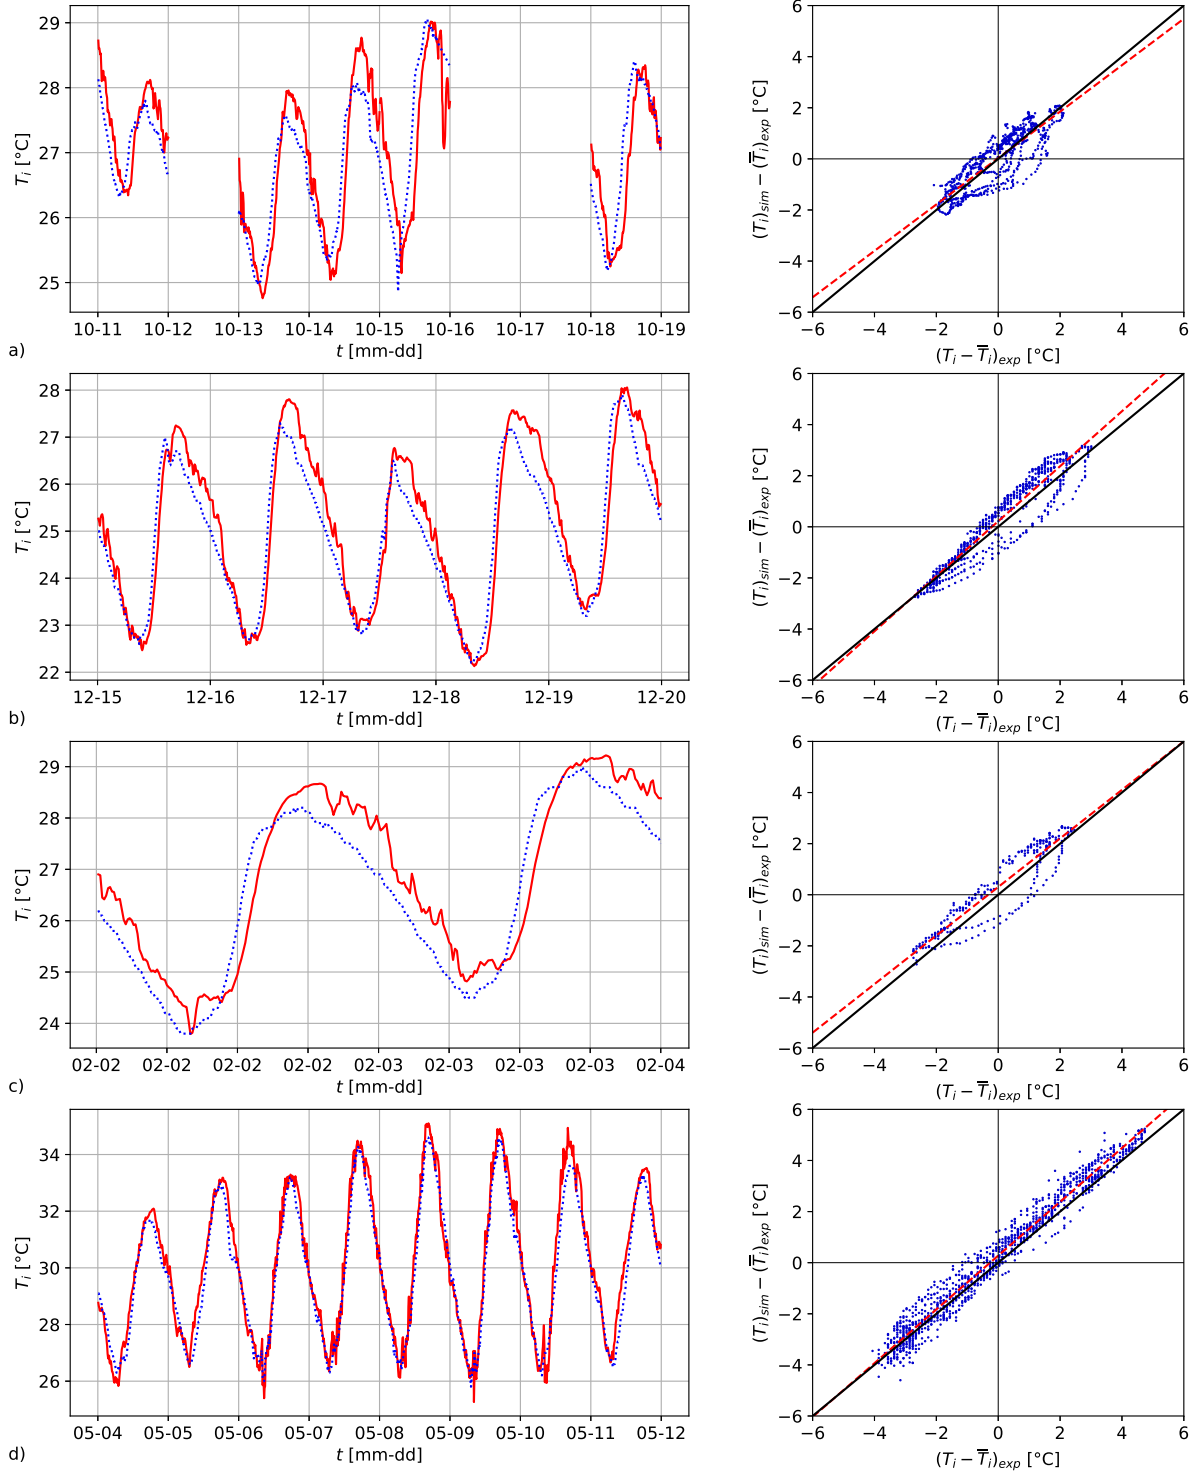 29
28
27
26
25
T_i [°C]
10-11 10-12 10-13 10-14 10-15 10-16 10-17 10-18 10-19
t [mm-dd]
a)
6
4
2
0
−2
−4
−6
(T_i)_sim − (T̿_i)_exp [°C]
−6 −4 −2 0 2 4 6
(T_i − T̿_i)_exp [°C]
28
27
26
25
24
23
22
T_i [°C]
12-15 12-16 12-17 12-18 12-19 12-20
t [mm-dd]
b)
6
4
2
0
−2
−4
−6
(T_i)_sim − (T̿_i)_exp [°C]
−6 −4 −2 0 2 4 6
(T_i − T̿_i)_exp [°C]
29
28
27
26
25
24
T_i [°C]
02-02 02-02 02-02 02-02 02-03 02-03 02-03 02-03 02-04
t [mm-dd]
c)
6
4
2
0
−2
−4
−6
(T_i)_sim − (T̿_i)_exp [°C]
−6 −4 −2 0 2 4 6
(T_i − T̿_i)_exp [°C]
34
32
30
28
26
T_i [°C]
05-04 05-05 05-06 05-07 05-08 05-09 05-10 05-11 05-12
t [mm-dd]
d)
6
4
2
0
−2
−4
−6
(T_i)_sim − (T̿_i)_exp [°C]
−6 −4 −2 0 2 4 6
(T_i − T̿_i)_exp [°C]